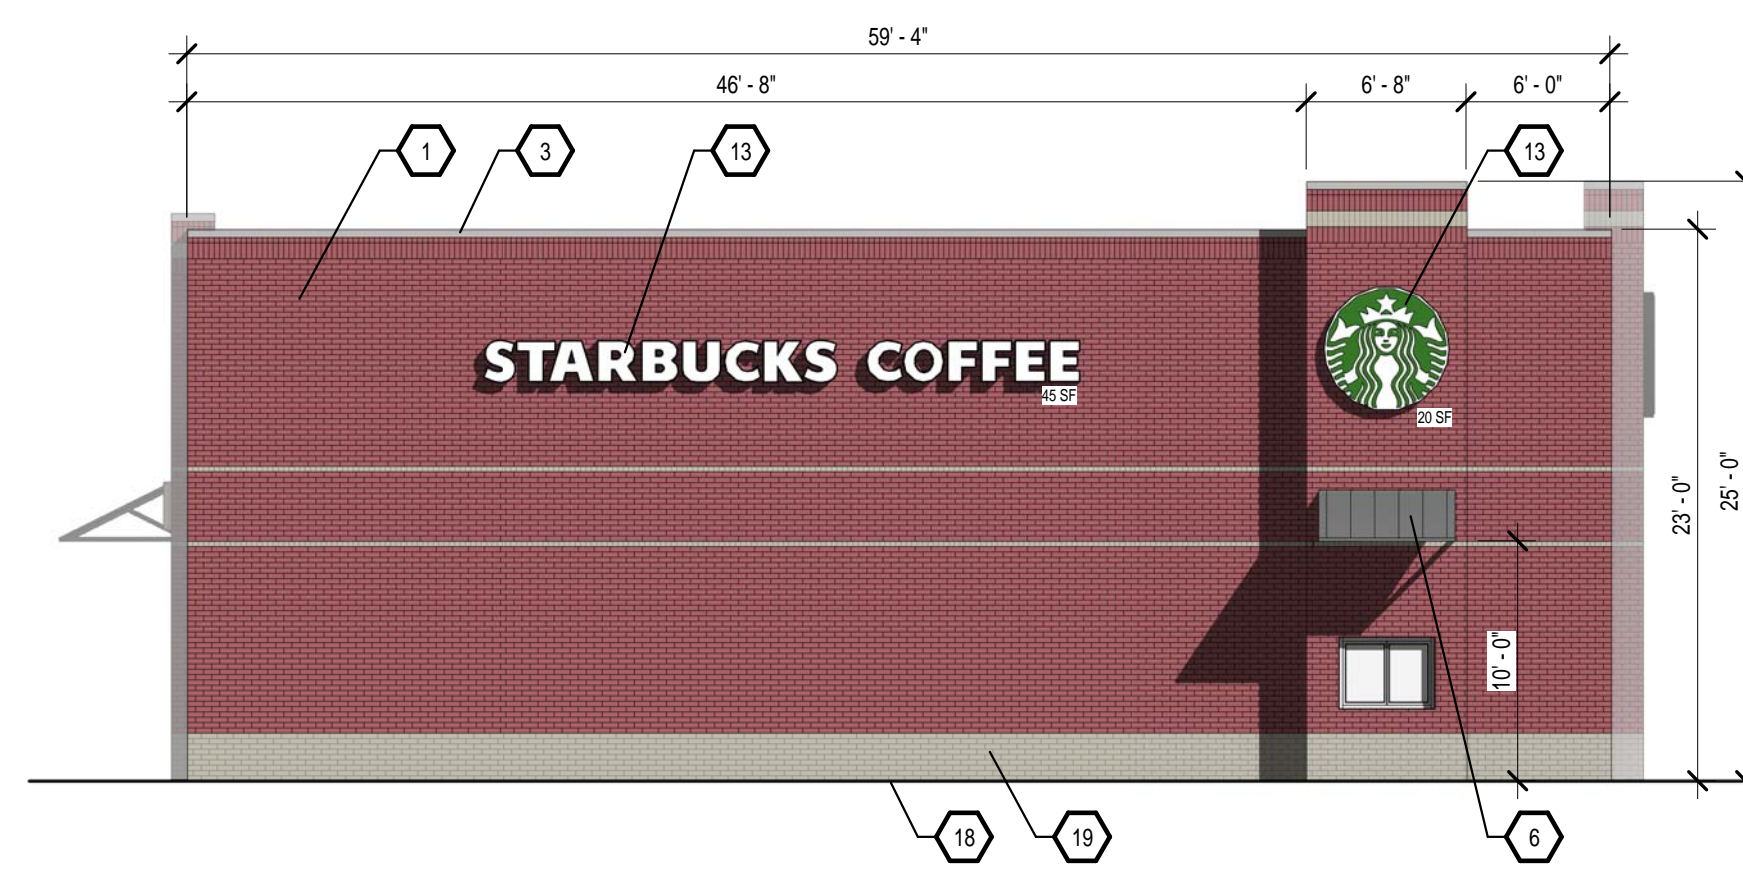 59' - 4"
46' - 8"
6' - 8"
6' - 0"
1
3
13
13
STARBUCKS COFFEE
45 SF
20 SF
23' - 0"
25' - 0"
10' - 0"
18
19
6